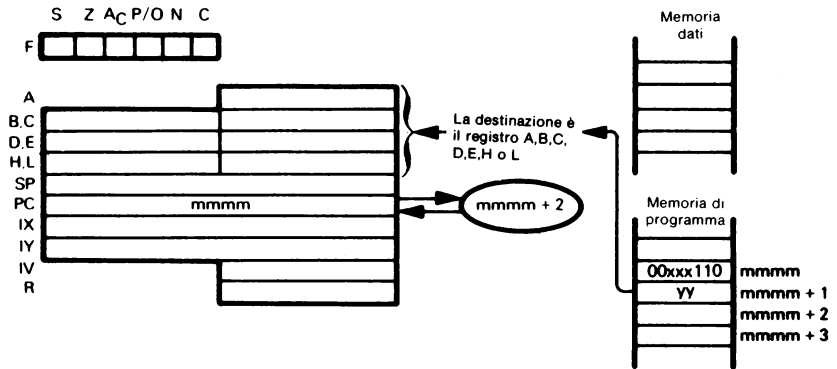 S Z AC P/O N C
F
A
B,C
D,E
H,L
SP
PC mmmm
IX
IY
IV
R
La destinazione è
il registro A,B,C,
D,E,H o L
mmmm + 2
Memoria
dati
Memoria di
programma
00xxx110 mmmm
yy mmmm + 1
mmmm + 2
mmmm + 3